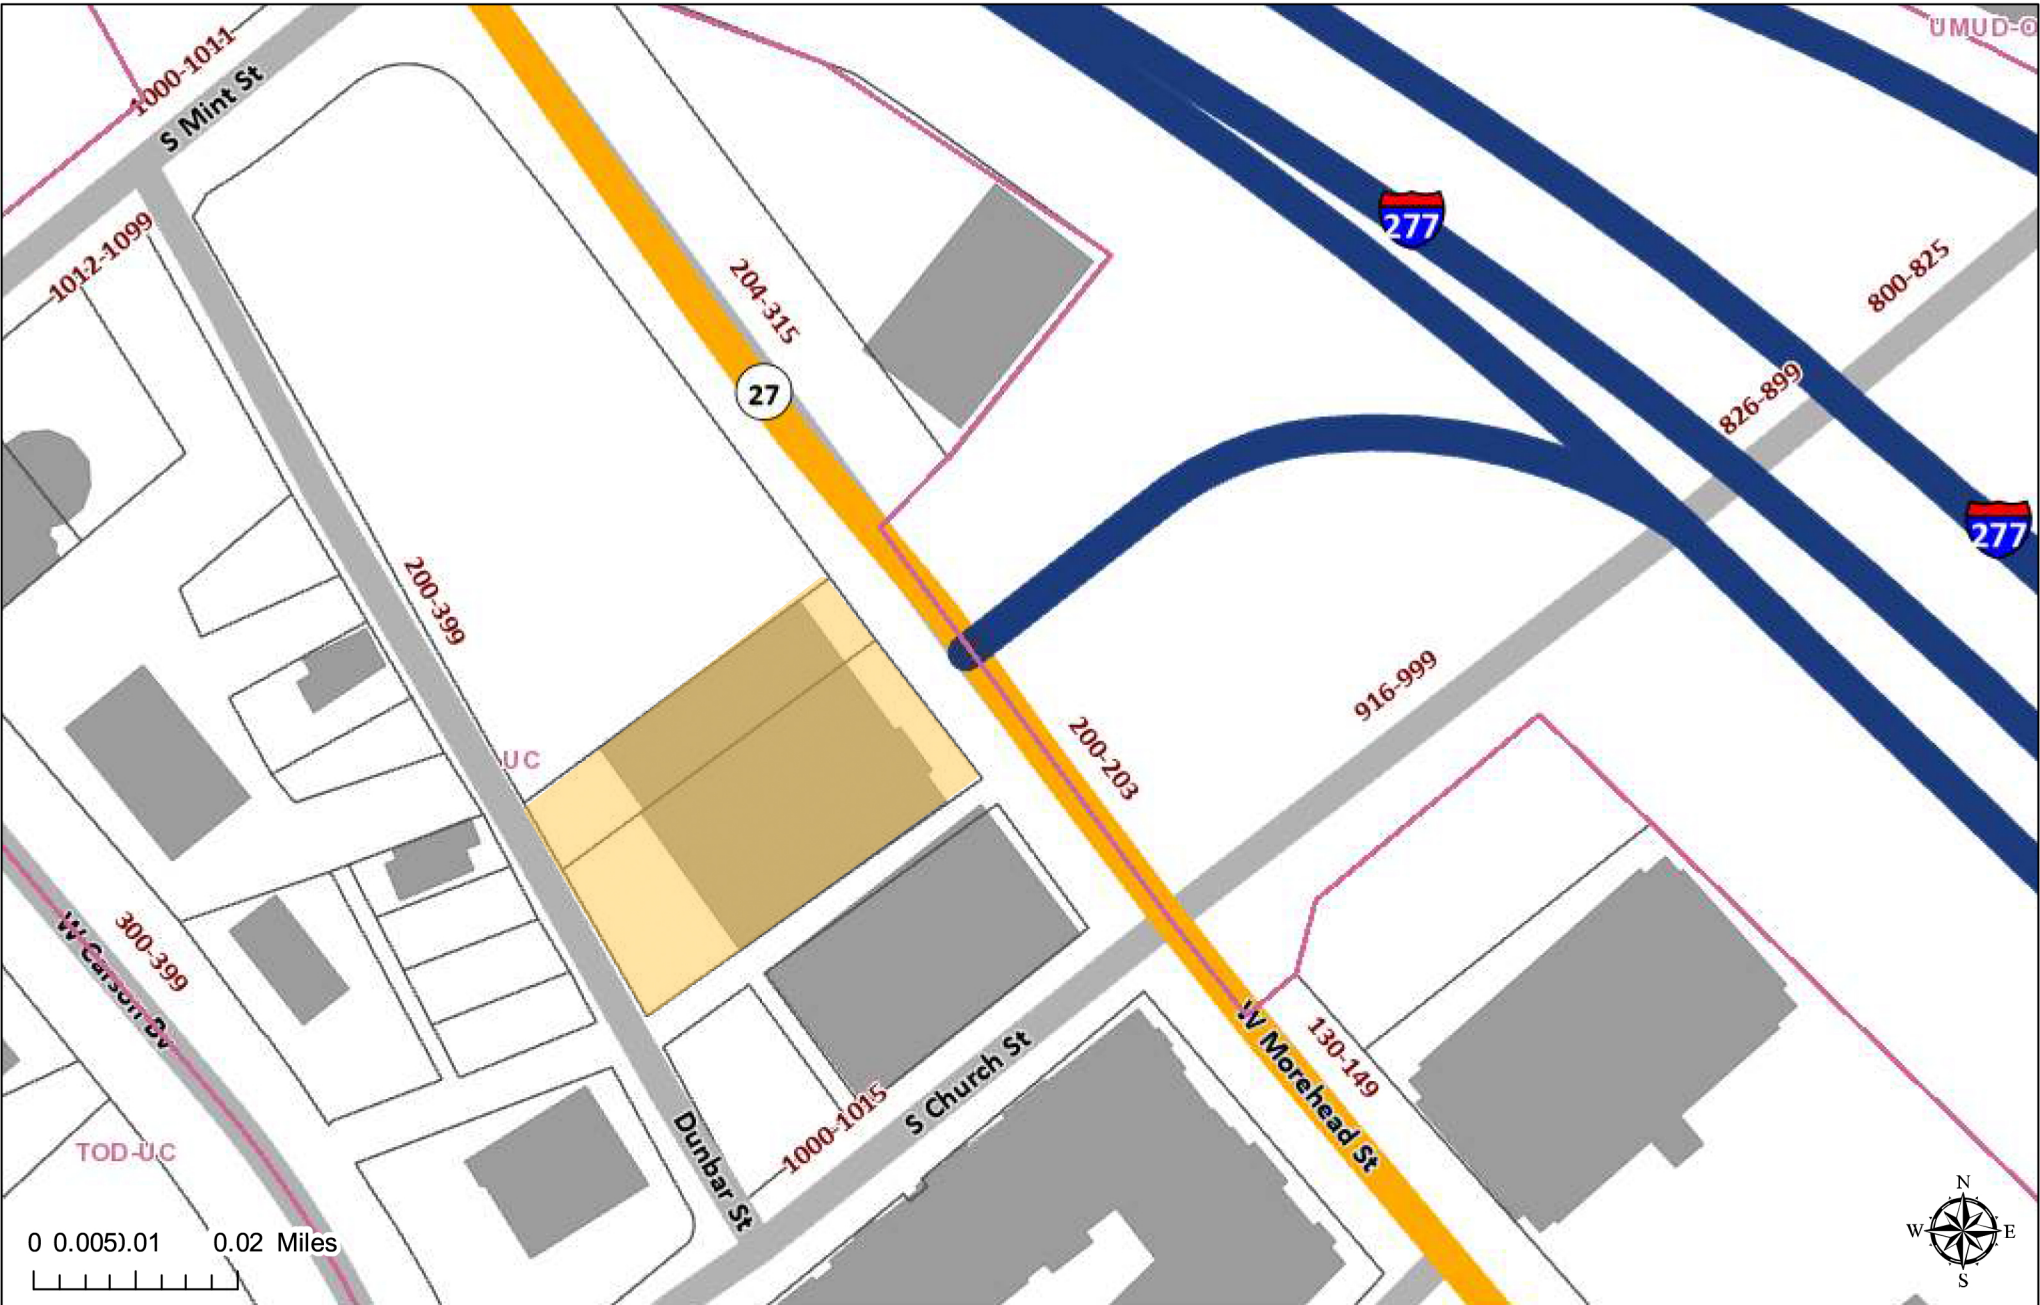 UMUD-O
1000-1011
S Mint St
277
1012-1099
800-825
204-315
27
826-899
277
200-399
916-999
UC
200-203
W Carson Bv
300-399
W Morehead St
130-149
S Church St
1000-1015
Dunbar St
TOD-UC
N
W E
S
0 0.005 0.01 0.02 Miles